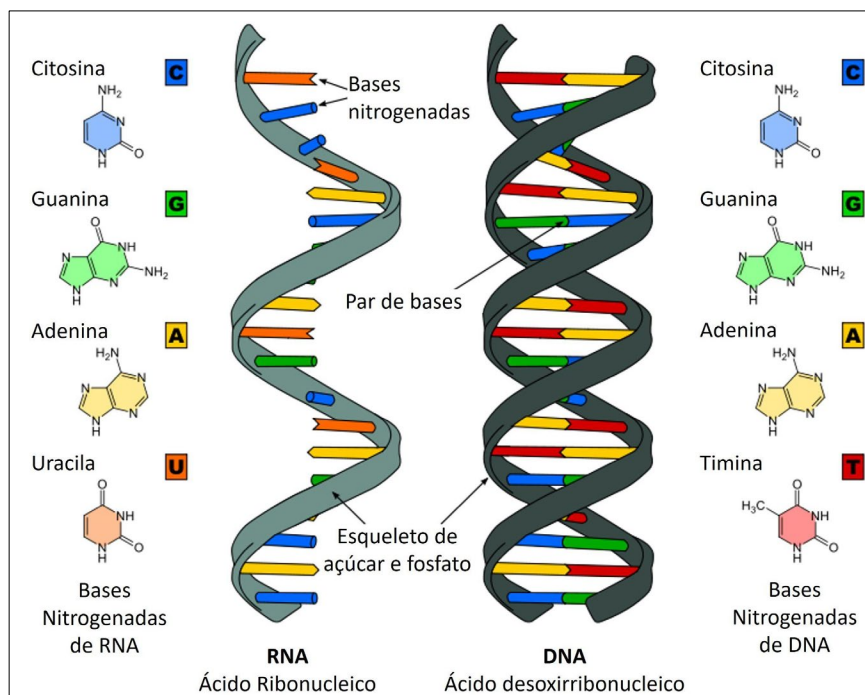 Citosina
C
NH₂
N
N
H
O
Guanina
G
O
N
NH
N
H
N
NH₂
Adenina
A
H₂N
N
N
N
H
N
Uracila
U
O
NH
N
H
O
Bases
Nitrogenadas
de RNA
Bases
nitrogenadas
Par de bases
Esqueleto de
açúcar e fosfato
RNA
Ácido Ribonucleico
DNA
Ácido desoxirribonucleico
Citosina
C
NH₂
N
N
H
O
Guanina
G
O
N
NH
N
H
N
NH₂
Adenina
A
H₂N
N
N
N
H
N
Timina
T
H₃C
O
NH
N
H
O
Bases
Nitrogenadas
de DNA